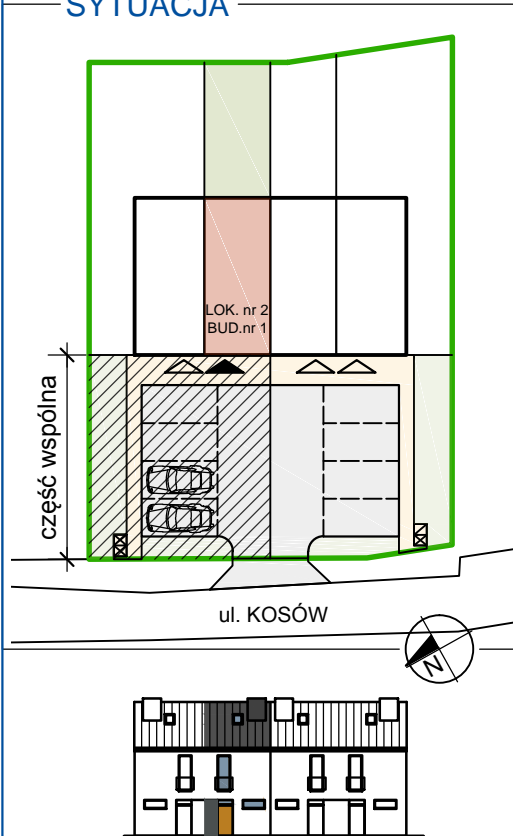 SYTUACJA
LOK. nr 2
BUD.nr 1
część wspólna
ul. KOSÓW
N